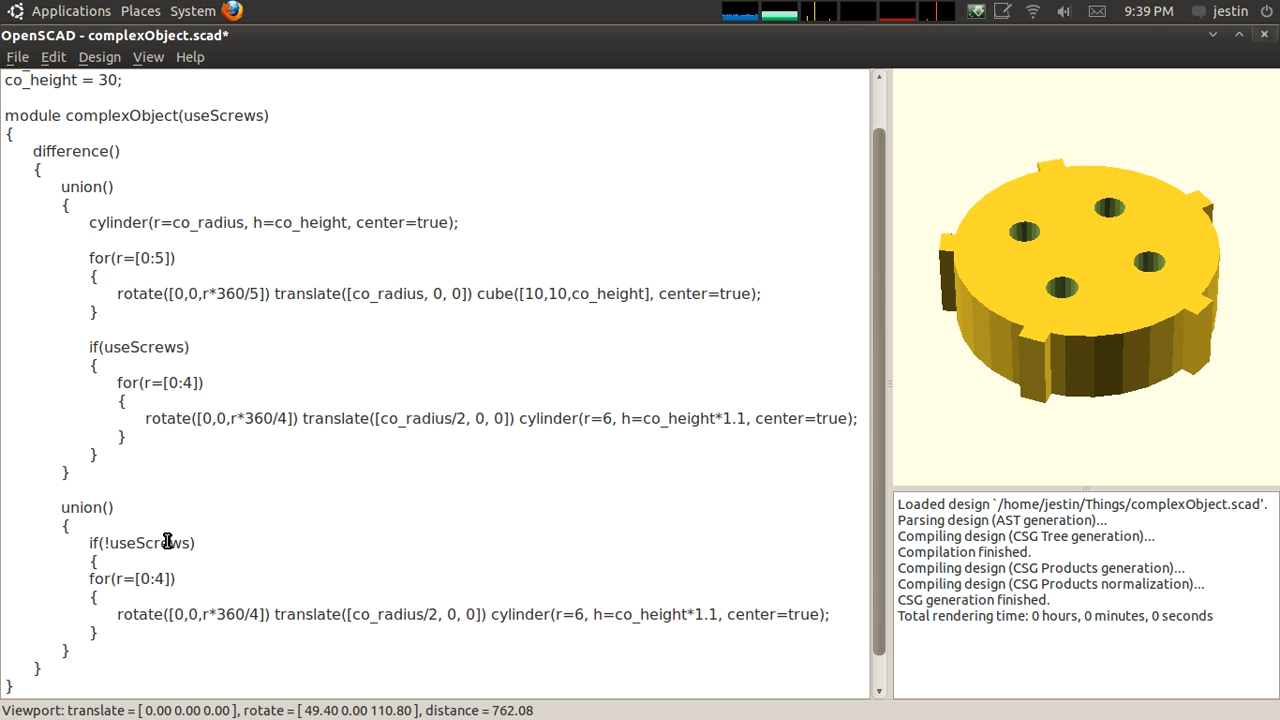 Applications Places System 9:39 PM jestin
OpenSCAD - complexObject.scad*
File Edit Design View Help
co_height = 30;
module complexObject(useScrews)
{
difference()
{
union()
{
cylinder(r=co_radius, h=co_height, center=true);
for(r=[0:5])
{
rotate([0,0,r*360/5]) translate([co_radius, 0, 0]) cube([10,10,co_height], center=true);
}
if(useScrews)
{
for(r=[0:4])
{
rotate([0,0,r*360/4]) translate([co_radius/2, 0, 0]) cylinder(r=6, h=co_height*1.1, center=true);
}
}
}
union()
{
if(!useScrews)
{
for(r=[0:4])
{
rotate([0,0,r*360/4]) translate([co_radius/2, 0, 0]) cylinder(r=6, h=co_height*1.1, center=true);
}
}
}
}
Loaded design `/home/jestin/Things/complexObject.scad'.
Parsing design (AST generation)...
Compiling design (CSG Tree generation)...
Compilation finished.
Compiling design (CSG Products generation)...
Compiling design (CSG Products normalization)...
CSG generation finished.
Total rendering time: 0 hours, 0 minutes, 0 seconds
Viewport: translate = [ 0.00 0.00 0.00 ], rotate = [ 49.40 0.00 110.80 ], distance = 762.08